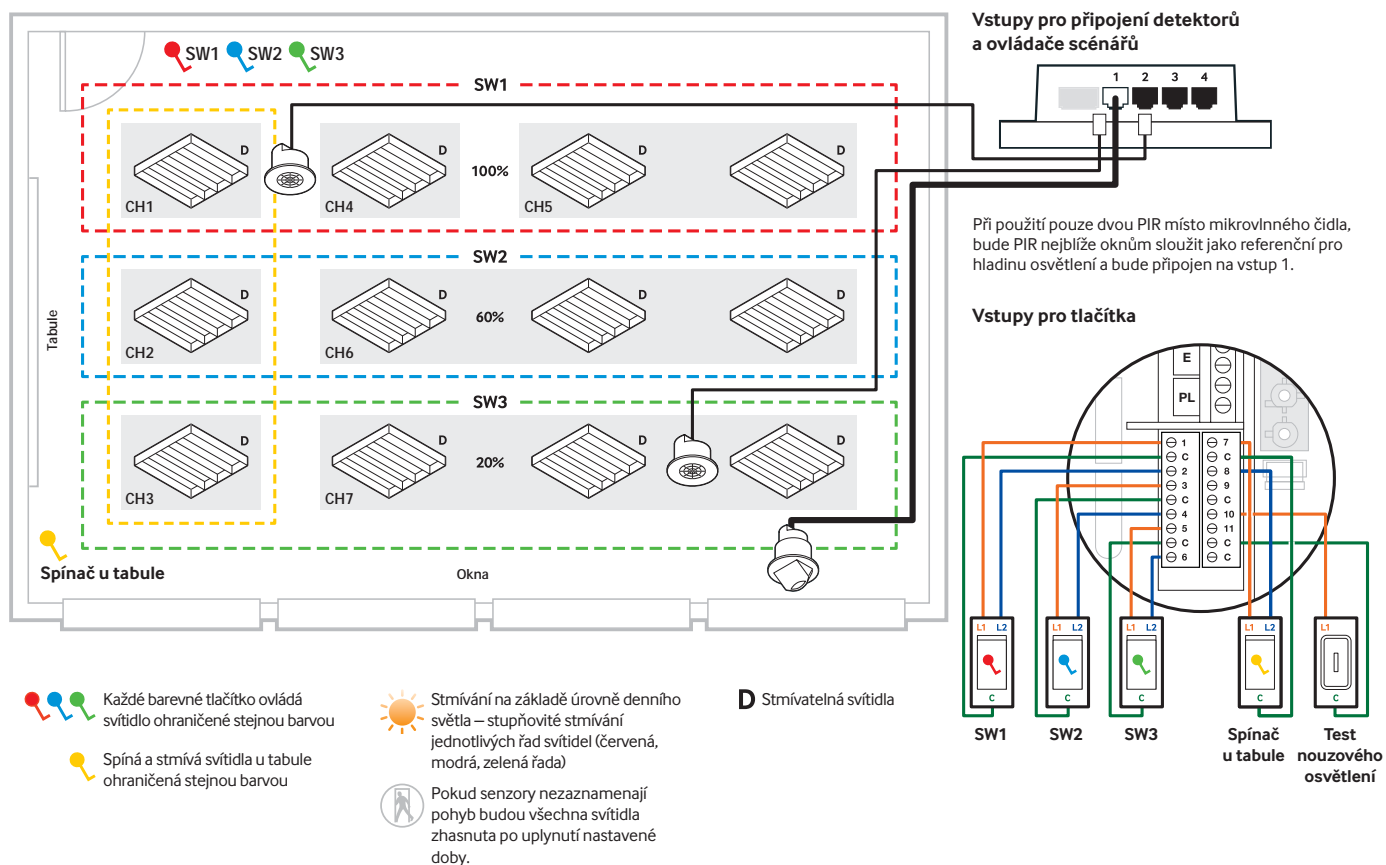 SW1 SW2 SW3
SW1
D
D
D
D
100%
CH1
CH4
CH5
SW2
D
D
D
D
60%
CH2
CH6
SW3
D
D
D
D
20%
CH3
CH7
Tabule
Spínač u tabule
Okna
Vstupy pro připojení detektorů
a ovládače scénářů
1 2 3 4
Při použití pouze dvou PIR místo mikrovlnného čidla,
bude PIR nejblíže oknům sloužit jako referenční pro
hladinu osvětlení a bude připojen na vstup 1.
Vstupy pro tlačítka
E
PL
1 7
C C
2 8
3 9
C C
4 10
5 11
C C
6 C
L1 L2
L1 L2
L1 L2
L1 L2
L1
C
C
C
C
C
SW1
SW2
SW3
Spínač
u tabule
Test
nouzového
osvětlení
Každé barevné tlačítko ovládá
svítidlo ohraničené stejnou barvou
Spíná a stmívá svítidla u tabule
ohraničená stejnou barvou
Stmívání na základě úrovně denního
světla – stupňovité stmívání
jednotlivých řad svítidel (červená,
modrá, zelená řada)
Pokud senzory nezaznamenají
pohyb budou všechna svítidla
zhasnuta po uplynutí nastavené
doby.
D Stmívatelná svítidla